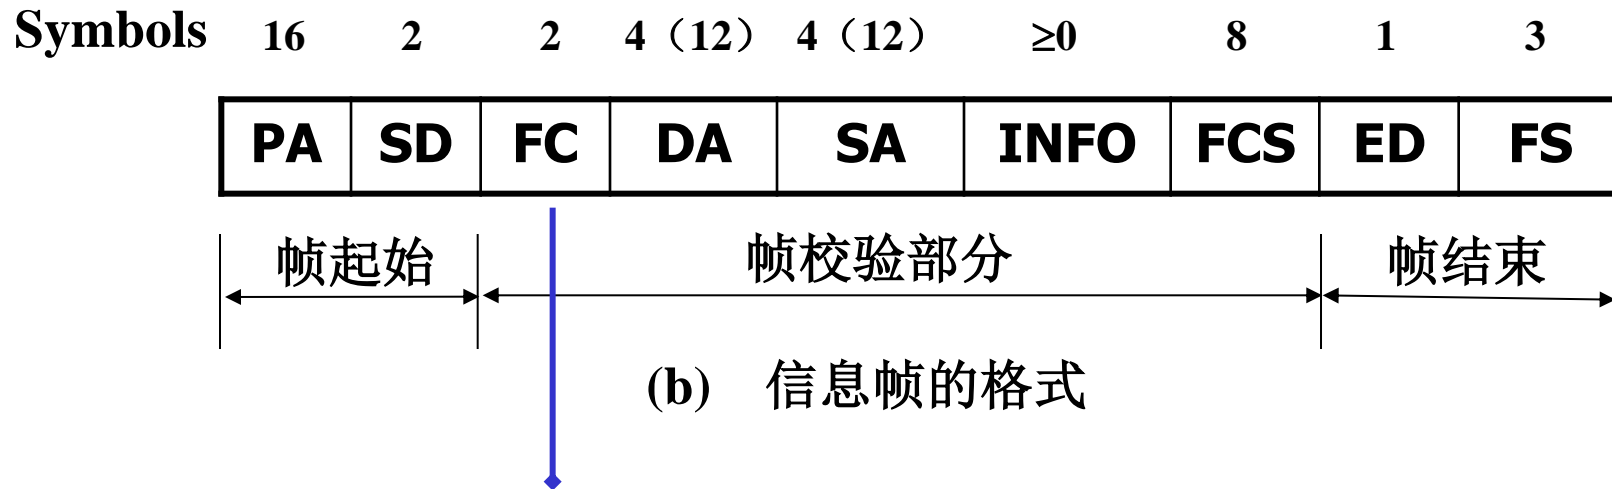 Symbols 16 2 2 4（12） 4（12） ≥0 8 1 3
PA SD FC DA SA INFO FCS ED FS
帧起始 帧校验部分 帧结束
(b) 信息帧的格式